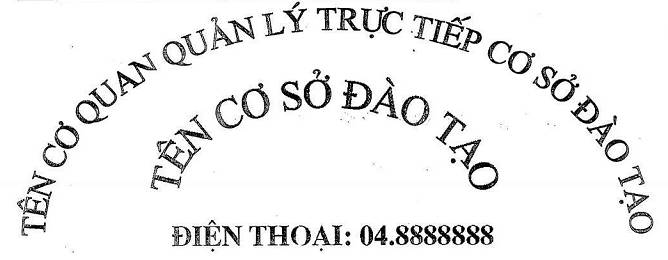 TÊN CƠ QUAN QUẢN LÝ TRỰC TIẾP CƠ SỞ ĐÀO TẠO
TÊN CƠ SỞ ĐÀO TẠO
ĐIỆN THOẠI: 04.8888888